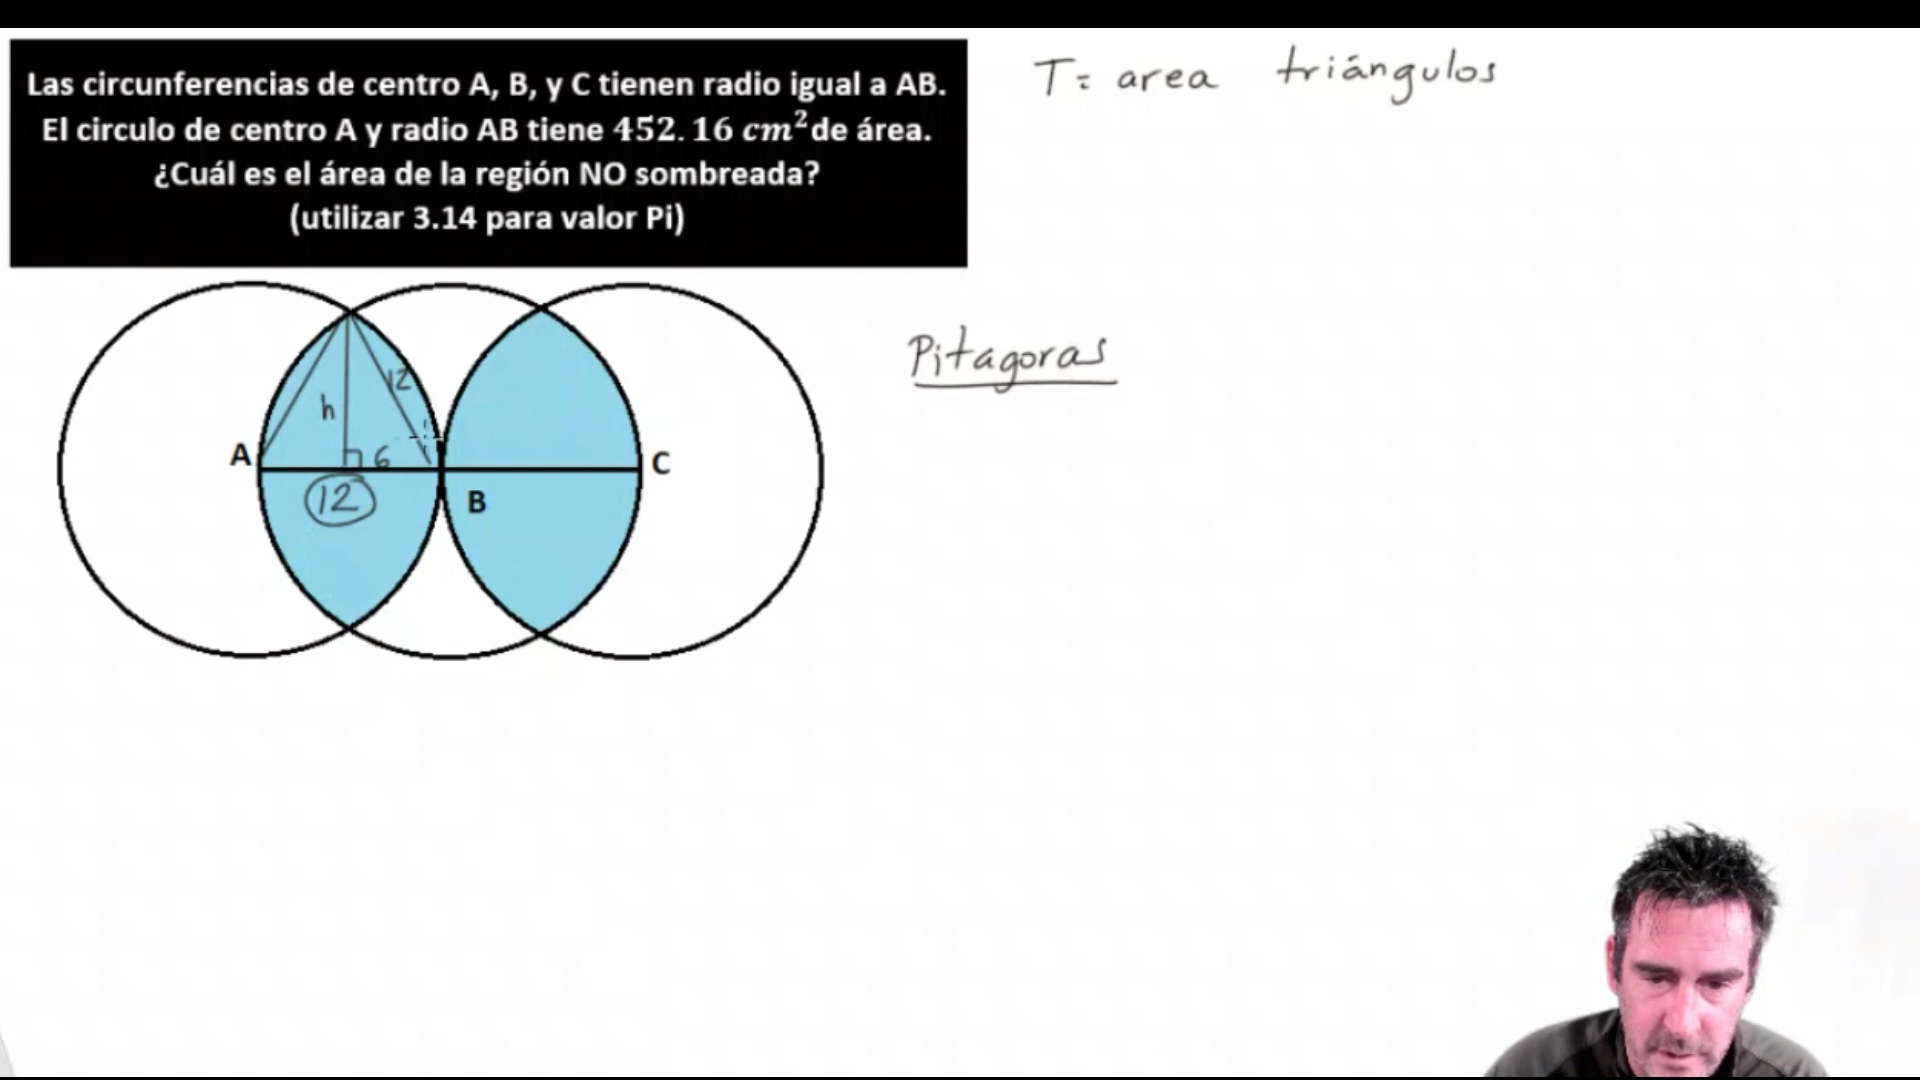 Las circunferencias de centro A, B, y C tienen radio igual a AB.
El circulo de centro A y radio AB tiene 452.16 cm² de área.
¿Cuál es el área de la región NO sombreada?
(utilizar 3.14 para valor Pi)
T= area triángulos
Pitagoras
12
h
A
6
C
12
B